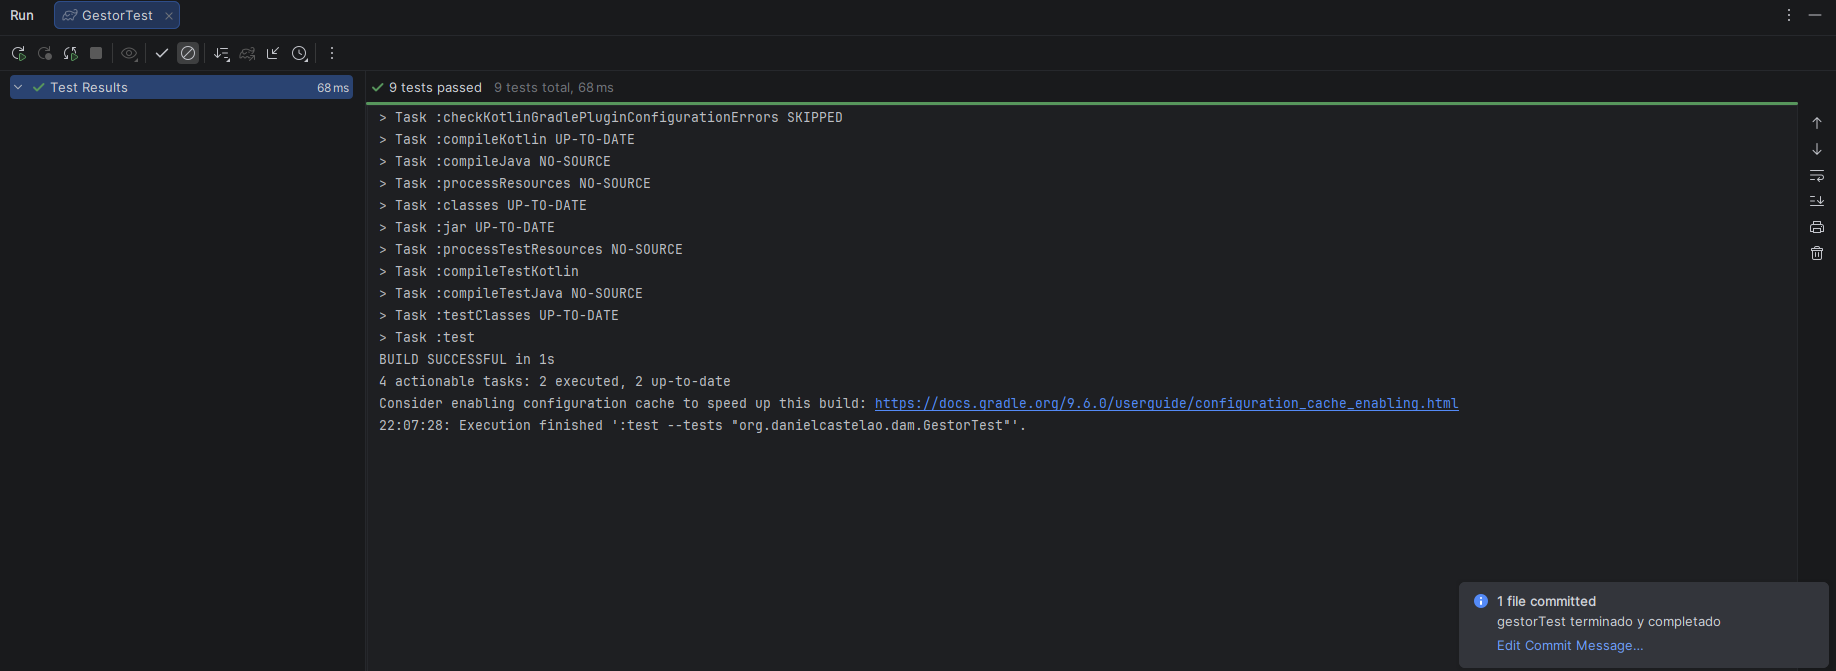 Run GestorTest
Test Results 68 ms
9 tests passed 9 tests total, 68 ms
> Task :checkKotlinGradlePluginConfigurationErrors SKIPPED
> Task :compileKotlin UP-TO-DATE
> Task :compileJava NO-SOURCE
> Task :processResources NO-SOURCE
> Task :classes UP-TO-DATE
> Task :jar UP-TO-DATE
> Task :processTestResources NO-SOURCE
> Task :compileTestKotlin
> Task :compileTestJava NO-SOURCE
> Task :testClasses UP-TO-DATE
> Task :test
BUILD SUCCESSFUL in 1s
4 actionable tasks: 2 executed, 2 up-to-date
Consider enabling configuration cache to speed up this build: https://docs.gradle.org/9.6.0/userguide/configuration_cache_enabling.html
22:07:28: Execution finished ':test --tests "org.danielcastelao.dam.GestorTest"'.
1 file committed
gestorTest terminado y completado
Edit Commit Message...